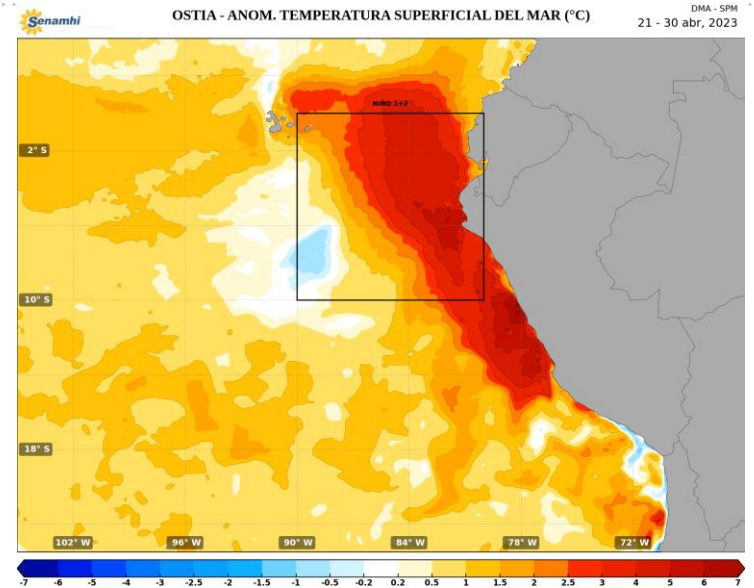 Senamhi
OSTIA - ANOM. TEMPERATURA SUPERFICIAL DEL MAR (°C)
DMA - SPM
21 - 30 abr, 2023
NIÑO 1+2
2° S
10° S
18° S
102° W 96° W 90° W 84° W 78° W 72° W
-7 -6 -5 -4 -3 -2.5 -2 -1.5 -1 -0.5 -0.2 0.2 0.5 1 1.5 2 2.5 3 4 5 6 7